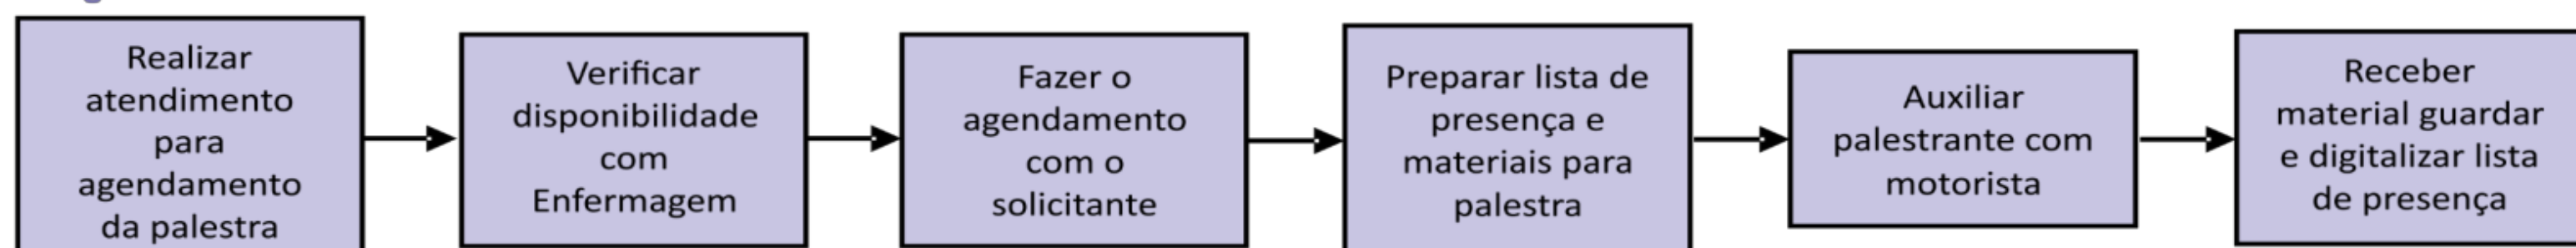 Realizar
atendimento
para
agendamento
da palestra
Verificar
disponibilidade
com
Enfermagem
Fazer o
agendamento
com o
solicitante
Preparar lista de
presença e
materiais para
palestra
Auxiliar
palestrante com
motorista
Receber
material guardar
e digitalizar lista
de presença